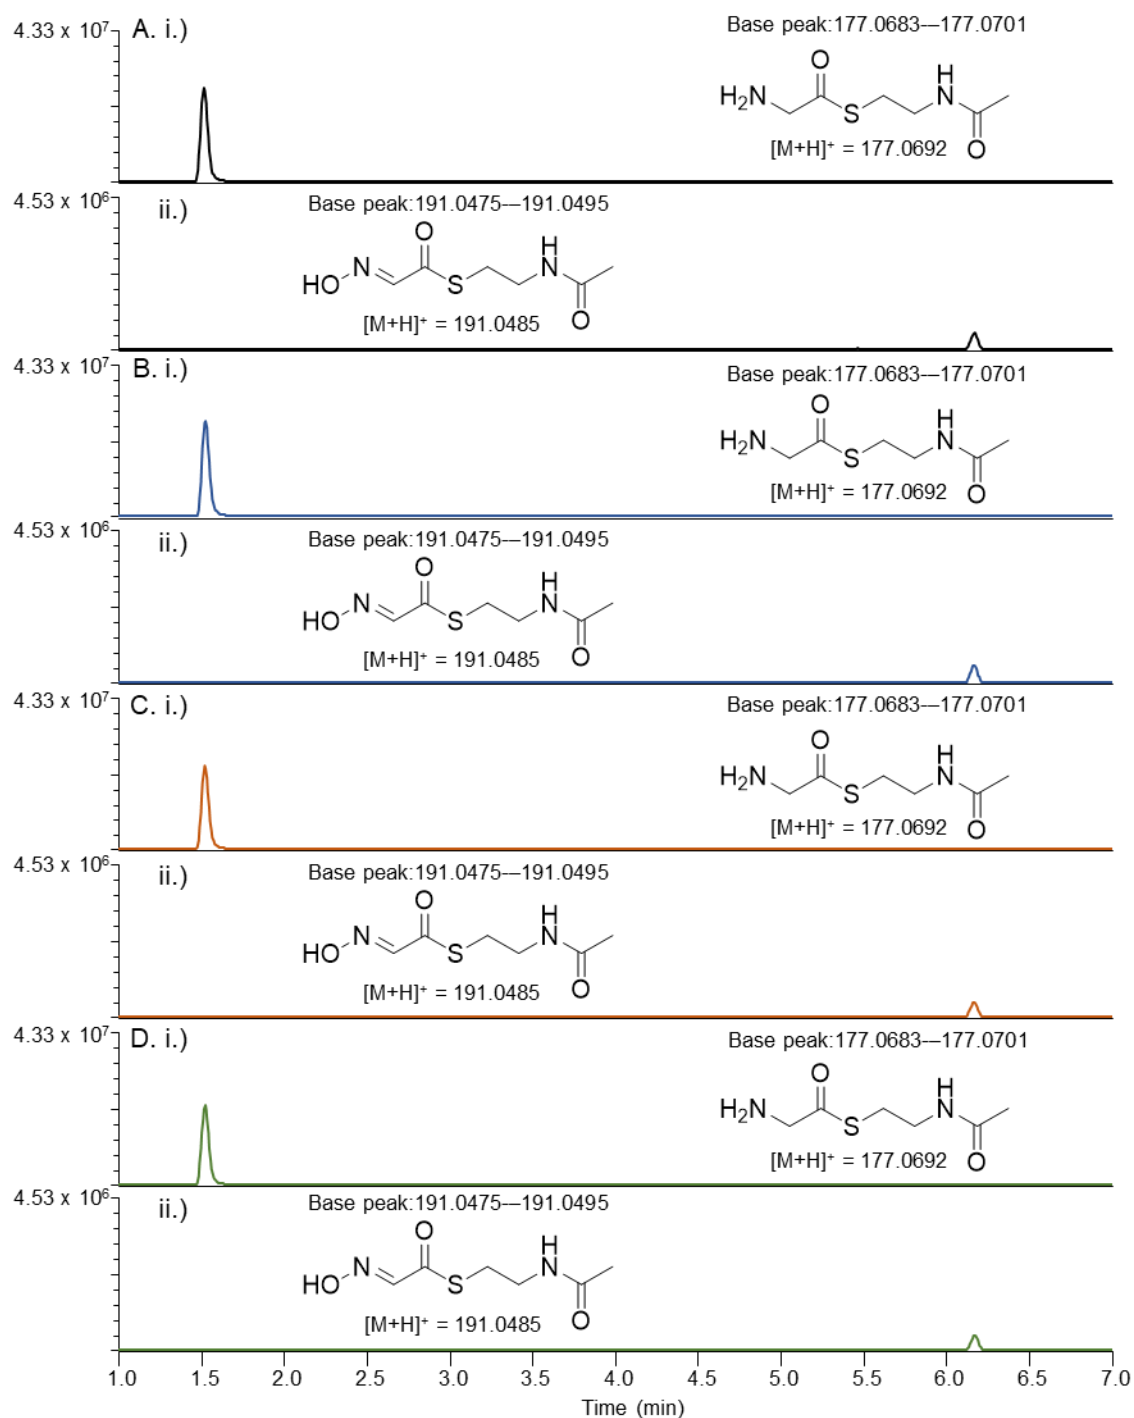 4.33 x 10⁷ A. i.) Base peak:177.0683-–177.0701
O H
H₂N S N
[M+H]⁺ = 177.0692 O
4.53 x 10⁶ ii.) Base peak:191.0475-–191.0495
O H
HO N S N
[M+H]⁺ = 191.0485 O
4.33 x 10⁷ B. i.) Base peak:177.0683-–177.0701
O H
H₂N S N
[M+H]⁺ = 177.0692 O
4.53 x 10⁶ ii.) Base peak:191.0475-–191.0495
O H
HO N S N
[M+H]⁺ = 191.0485 O
4.33 x 10⁷ C. i.) Base peak:177.0683-–177.0701
O H
H₂N S N
[M+H]⁺ = 177.0692 O
4.53 x 10⁶ ii.) Base peak:191.0475-–191.0495
O H
HO N S N
[M+H]⁺ = 191.0485 O
4.33 x 10⁷ D. i.) Base peak:177.0683-–177.0701
O H
H₂N S N
[M+H]⁺ = 177.0692 O
4.53 x 10⁶ ii.) Base peak:191.0475-–191.0495
O H
HO N S N
[M+H]⁺ = 191.0485 O
1.0 1.5 2.0 2.5 3.0 3.5 4.0 4.5 5.0 5.5 6.0 6.5 7.0
Time (min)